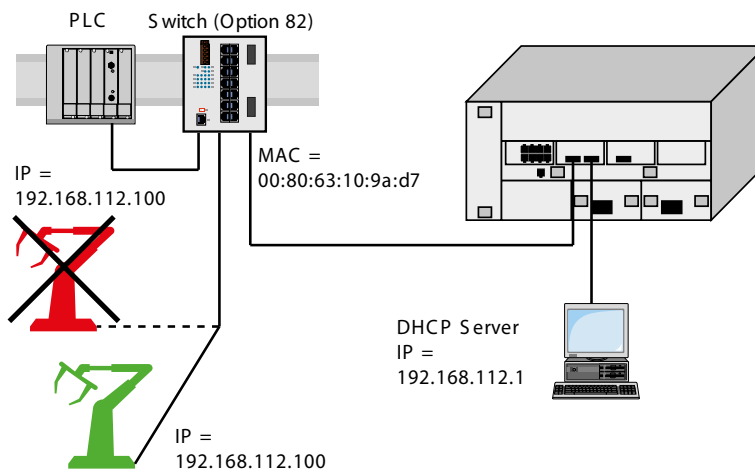 PLC
Switch (Option 82)
MAC =
00:80:63:10:9a:d7
IP =
192.168.112.100
DHCP Server
IP =
192.168.112.1
IP =
192.168.112.100